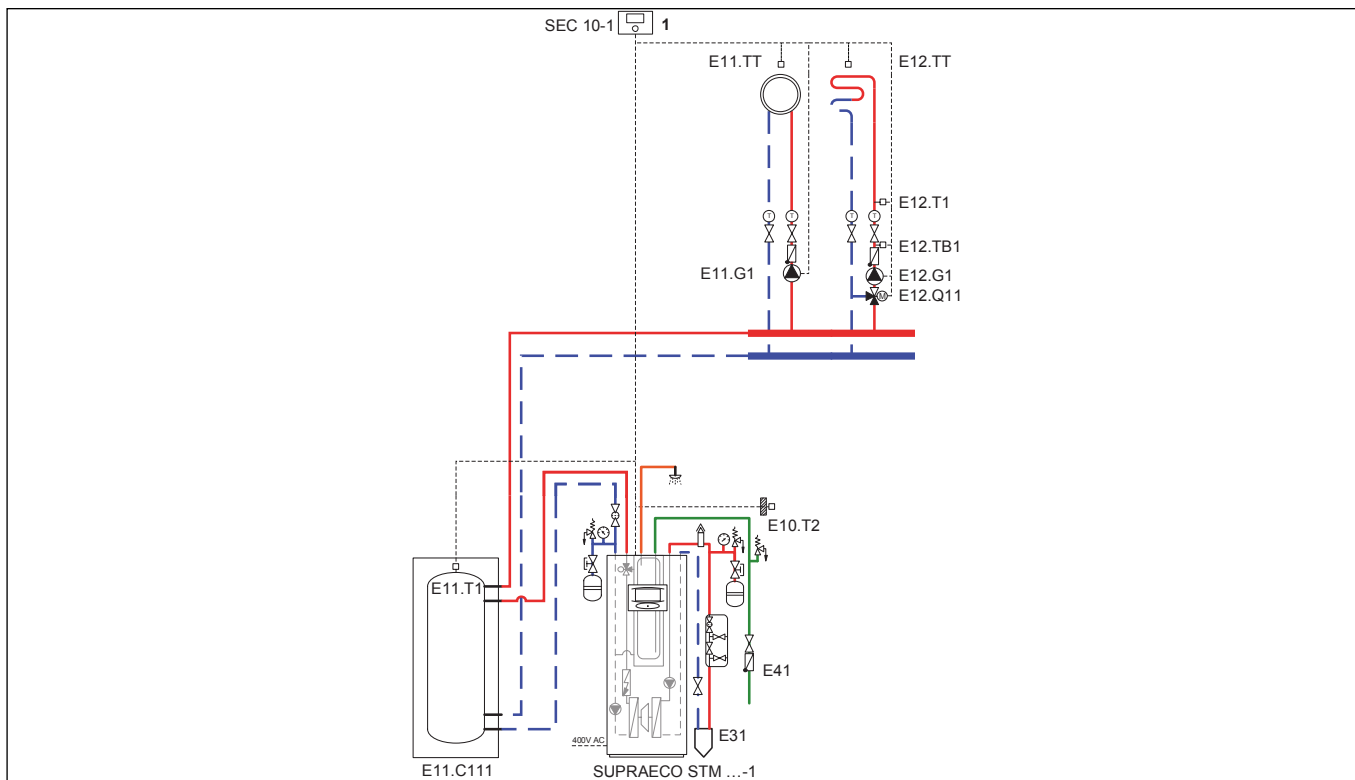 SEC 10-1 1
E11.TT
E12.TT
E12.T1
T T T T
E12.TB1
E11.G1
E12.G1
E12.Q11
M
E10.T2
E11.T1
E41
E31
400V AC
E11.C111
SUPRAECO STM ...-1